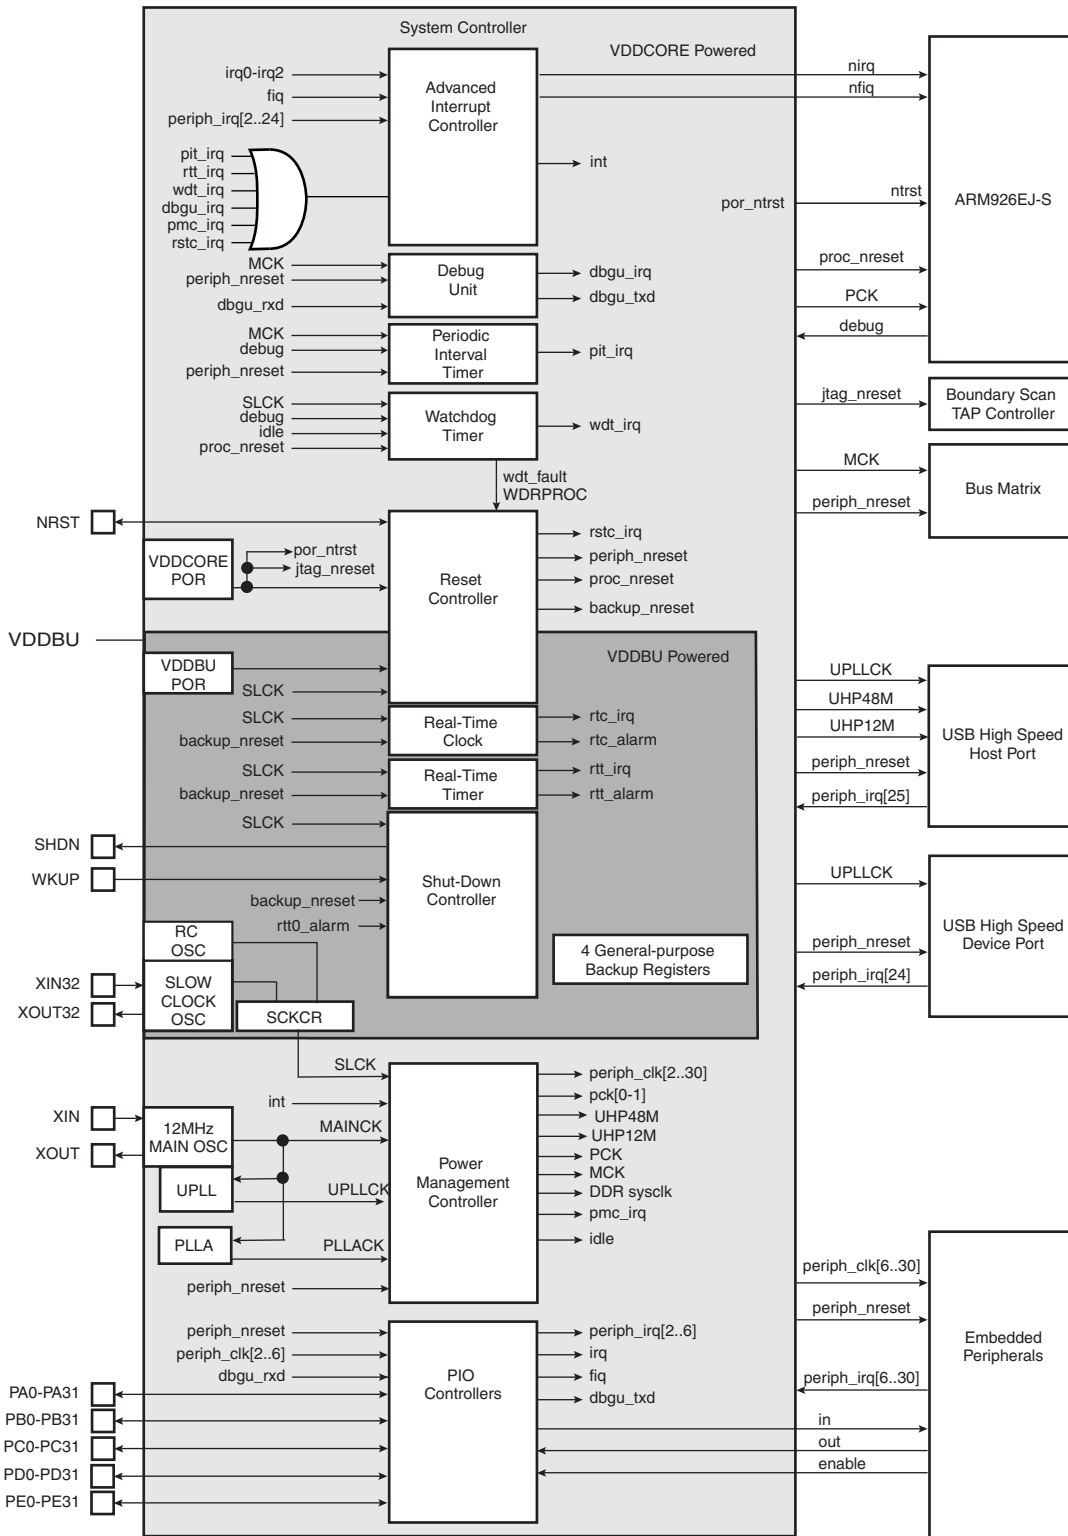 System Controller
VDDCORE Powered
irq0-irq2
fiq
periph_irq[2..24]
Advanced
Interrupt
Controller
nirq
nfiq
int
pit_irq
rtt_irq
wdt_irq
dbgu_irq
pmc_irq
rstc_irq
por_ntrst
ntrst
ARM926EJ-S
MCK
periph_nreset
dbgu_rxd
Debug
Unit
dbgu_irq
dbgu_txd
proc_nreset
PCK
debug
MCK
debug
periph_nreset
Periodic
Interval
Timer
pit_irq
SLCK
debug
idle
proc_nreset
Watchdog
Timer
wdt_irq
jtag_nreset
Boundary Scan
TAP Controller
wdt_fault
WDRPROC
MCK
periph_nreset
Bus Matrix
NRST
VDDCORE
POR
por_ntrst
jtag_nreset
Reset
Controller
rstc_irq
periph_nreset
proc_nreset
backup_nreset
VDDBU
VDDBU Powered
VDDBU
POR
SLCK
SLCK
backup_nreset
Real-Time
Clock
rtc_irq
rtc_alarm
SLCK
backup_nreset
Real-Time
Timer
rtt_irq
rtt_alarm
UPLLCK
UHP48M
UHP12M
periph_nreset
periph_irq[25]
USB High Speed
Host Port
SLCK
SHDN
WKUP
backup_nreset
rtt0_alarm
Shut-Down
Controller
4 General-purpose
Backup Registers
UPLLCK
periph_nreset
periph_irq[24]
USB High Speed
Device Port
RC
OSC
XIN32
XOUT32
SLOW
CLOCK
OSC
SCKCR
SLCK
int
XIN
XOUT
12MHz
MAIN OSC
MAINCK
UPLL
UPLLCK
PLLA
PLLACK
periph_nreset
Power
Management
Controller
periph_clk[2..30]
pck[0-1]
UHP48M
UHP12M
PCK
MCK
DDR sysclk
pmc_irq
idle
periph_clk[6..30]
periph_nreset
periph_irq[6..30]
in
out
enable
Embedded
Peripherals
periph_nreset
periph_clk[2..6]
dbgu_rxd
PIO
Controllers
periph_irq[2..6]
irq
fiq
dbgu_txd
PA0-PA31
PB0-PB31
PC0-PC31
PD0-PD31
PE0-PE31